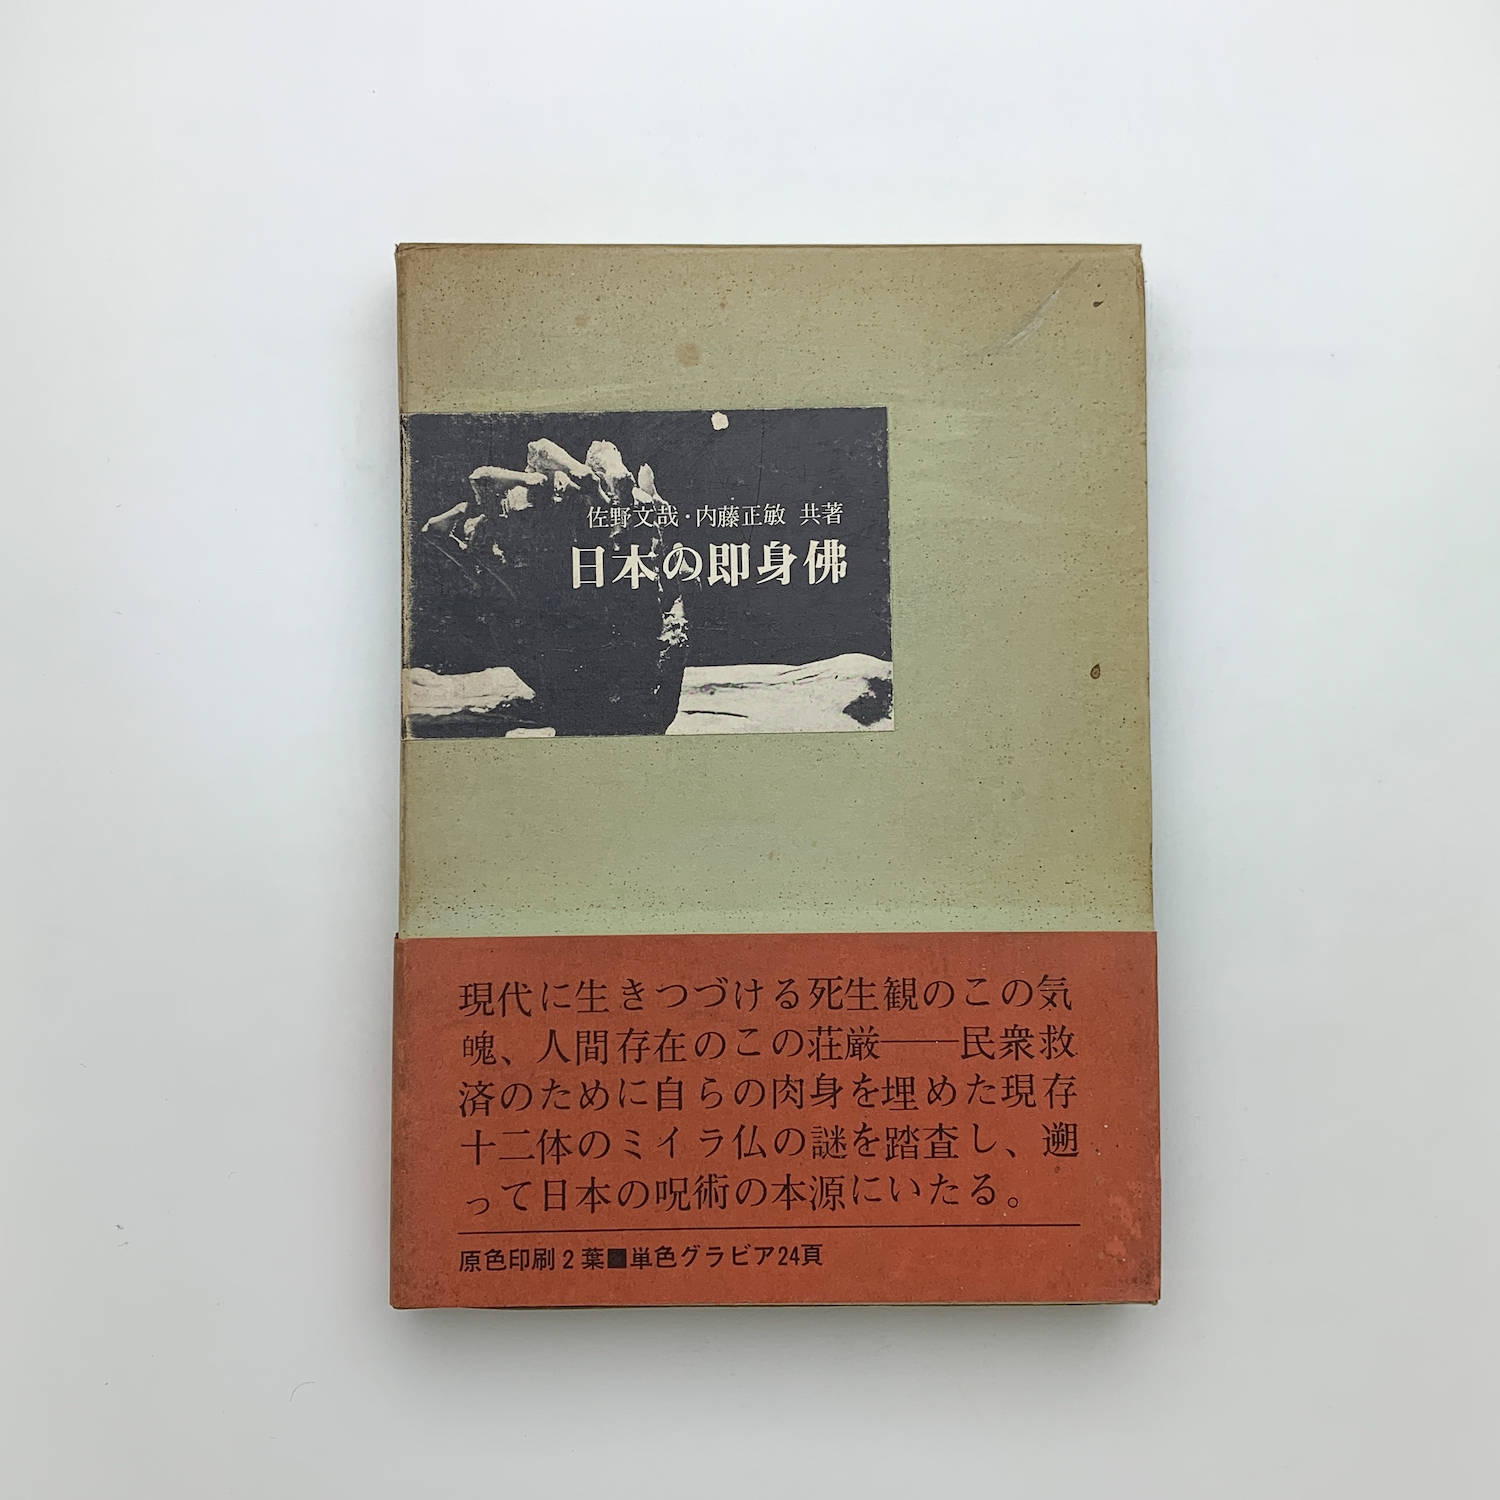 佐野文哉・内藤正敏 共著
日本の即身佛
現代に生きつづける死生観のこの気
魄、人間存在のこの荘厳――民衆救
済のために自らの肉身を埋めた現存
十二体のミイラ仏の謎を踏査し、遡
って日本の呪術の本源にいたる。
原色印刷2葉■単色グラビア24頁